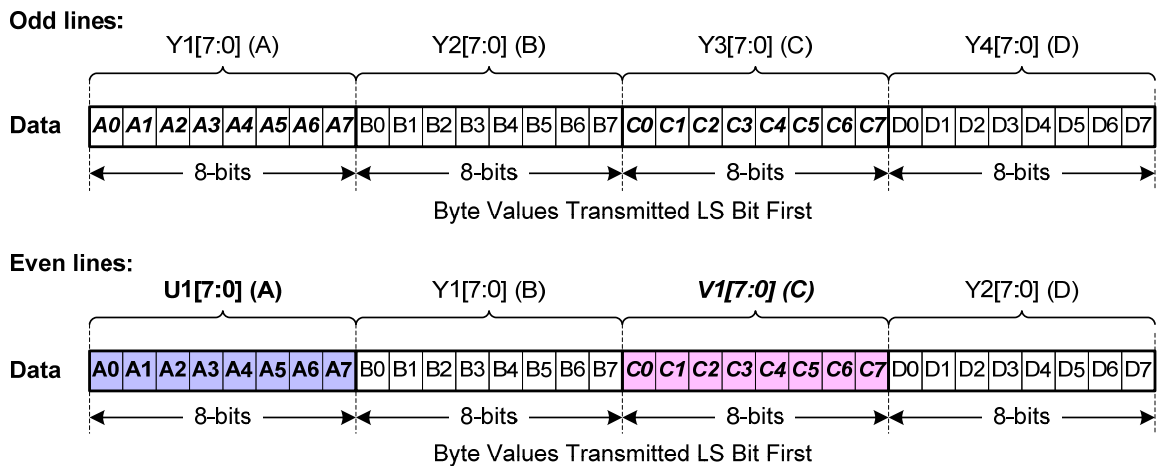 Odd lines:
Y1[7:0] (A) Y2[7:0] (B) Y3[7:0] (C) Y4[7:0] (D)
Data A0 A1 A2 A3 A4 A5 A6 A7 B0 B1 B2 B3 B4 B5 B6 B7 C0 C1 C2 C3 C4 C5 C6 C7 D0 D1 D2 D3 D4 D5 D6 D7
8-bits 8-bits 8-bits 8-bits
Byte Values Transmitted LS Bit First
Even lines:
U1[7:0] (A) Y1[7:0] (B) V1[7:0] (C) Y2[7:0] (D)
Data A0 A1 A2 A3 A4 A5 A6 A7 B0 B1 B2 B3 B4 B5 B6 B7 C0 C1 C2 C3 C4 C5 C6 C7 D0 D1 D2 D3 D4 D5 D6 D7
8-bits 8-bits 8-bits 8-bits
Byte Values Transmitted LS Bit First